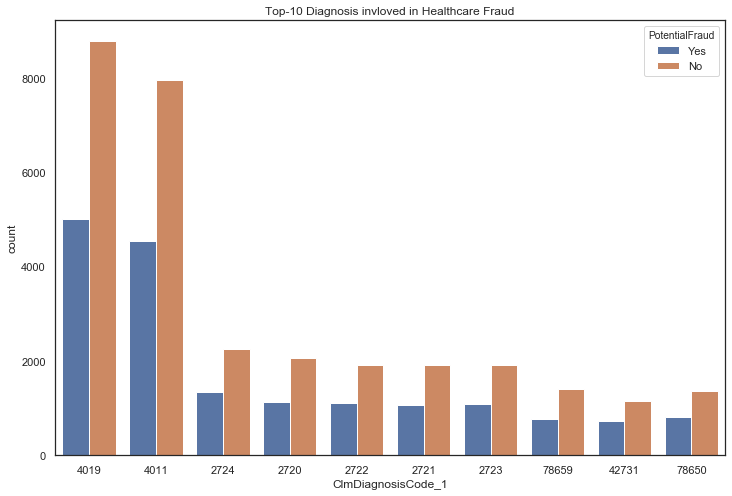 Top-10 Diagnosis invloved in Healthcare Fraud
PotentialFraud
Yes
No
8000
6000
4000
2000
0
count
4019 4011 2724 2720 2722 2721 2723 78659 42731 78650
ClmDiagnosisCode_1